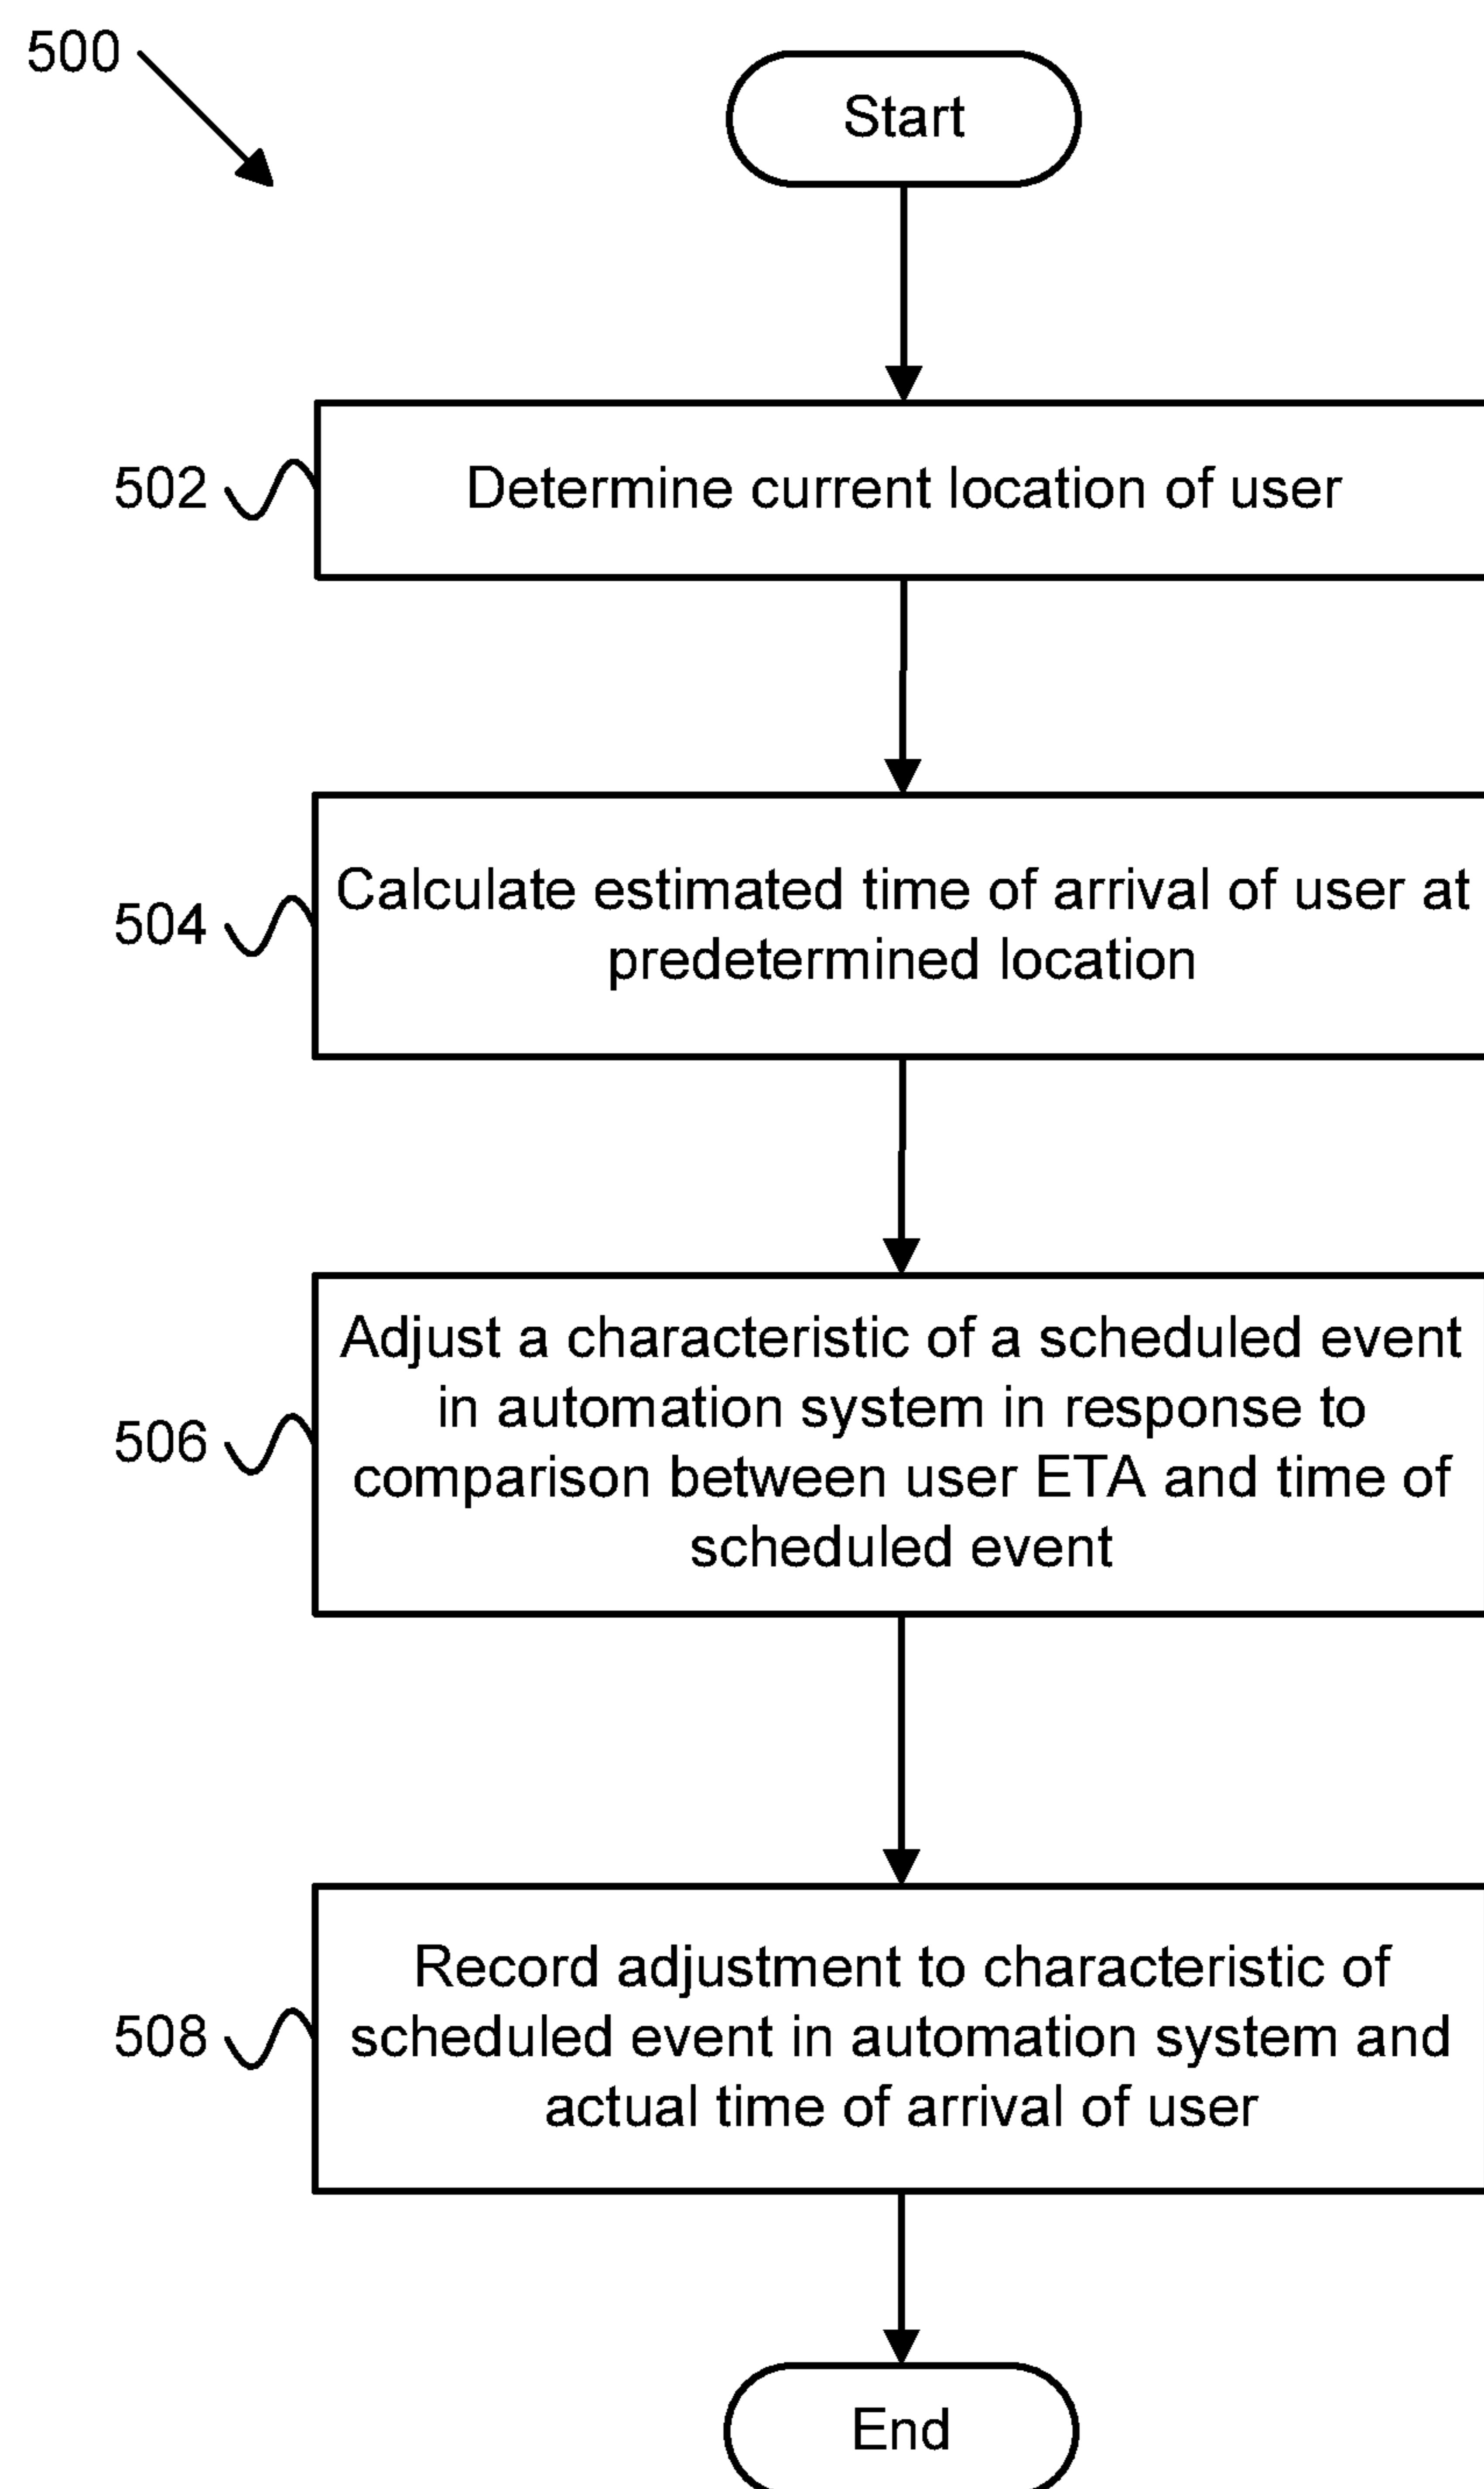 500
Start
502
Determine current location of user
504
Calculate estimated time of arrival of user at
predetermined location
506
Adjust a characteristic of a scheduled event
in automation system in response to
comparison between user ETA and time of
scheduled event
508
Record adjustment to characteristic of
scheduled event in automation system and
actual time of arrival of user
End